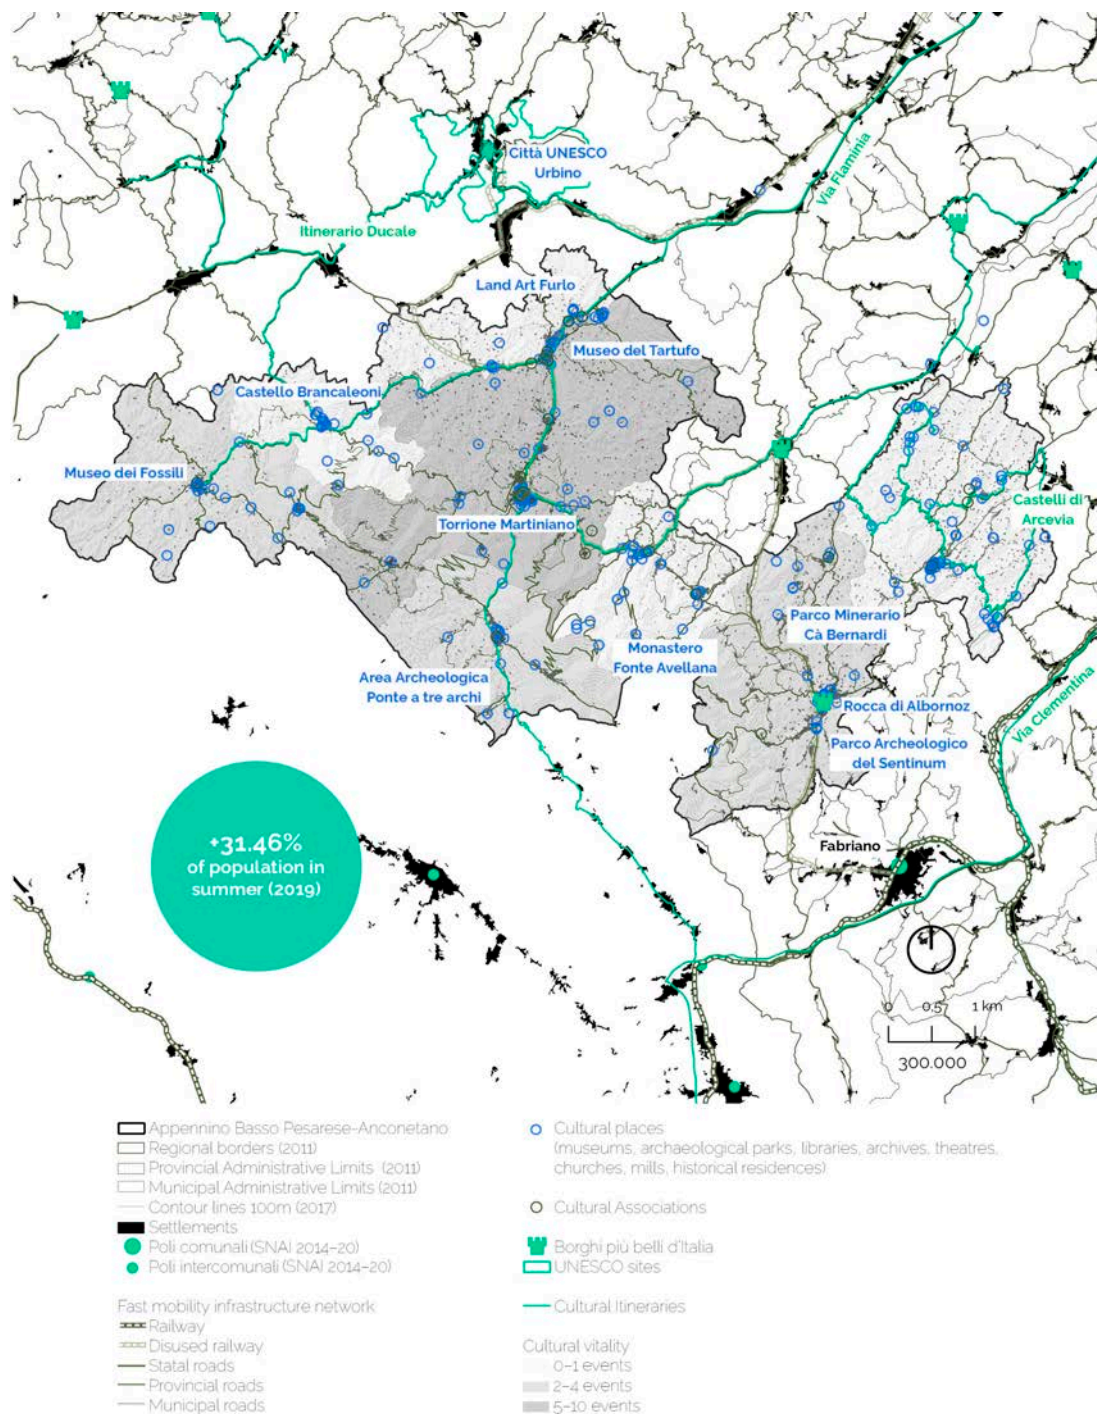 Città UNESCO
Urbino
Via Flaminia
Itinerario Ducale
Land Art Furlo
Museo del Tartufo
Castello Brancaleoni
Museo dei Fossili
Castelli di
Arcevia
Torrione Martiniano
Parco Minerario
Cà Bernardi
Monastero
Fonte Avellana
Area Archeologica
Ponte a tre archi
Rocca di Albornoz
Via Clementina
Parco Archeologico
del Sentinum
+31.46%
of population in
summer (2019)
Fabriano
0 0.5 1 km
300.000
Appennino Basso Pesarese-Anconetano
Regional borders (2011)
Provincial Administrative Limits (2011)
Municipal Administrative Limits (2011)
Contour lines 100m (2017)
Settlements
Poli comunali (SNAI 2014–20)
Poli intercomunali (SNAI 2014–20)
Fast mobility infrastructure network
Railway
Disused railway
Statal roads
Provincial roads
Municipal roads
Cultural places
(museums, archaeological parks, libraries, archives, theatres,
churches, mills, historical residences)
Cultural Associations
Borghi più belli d'Italia
UNESCO sites
Cultural Itineraries
Cultural vitality
0–1 events
2–4 events
5–10 events